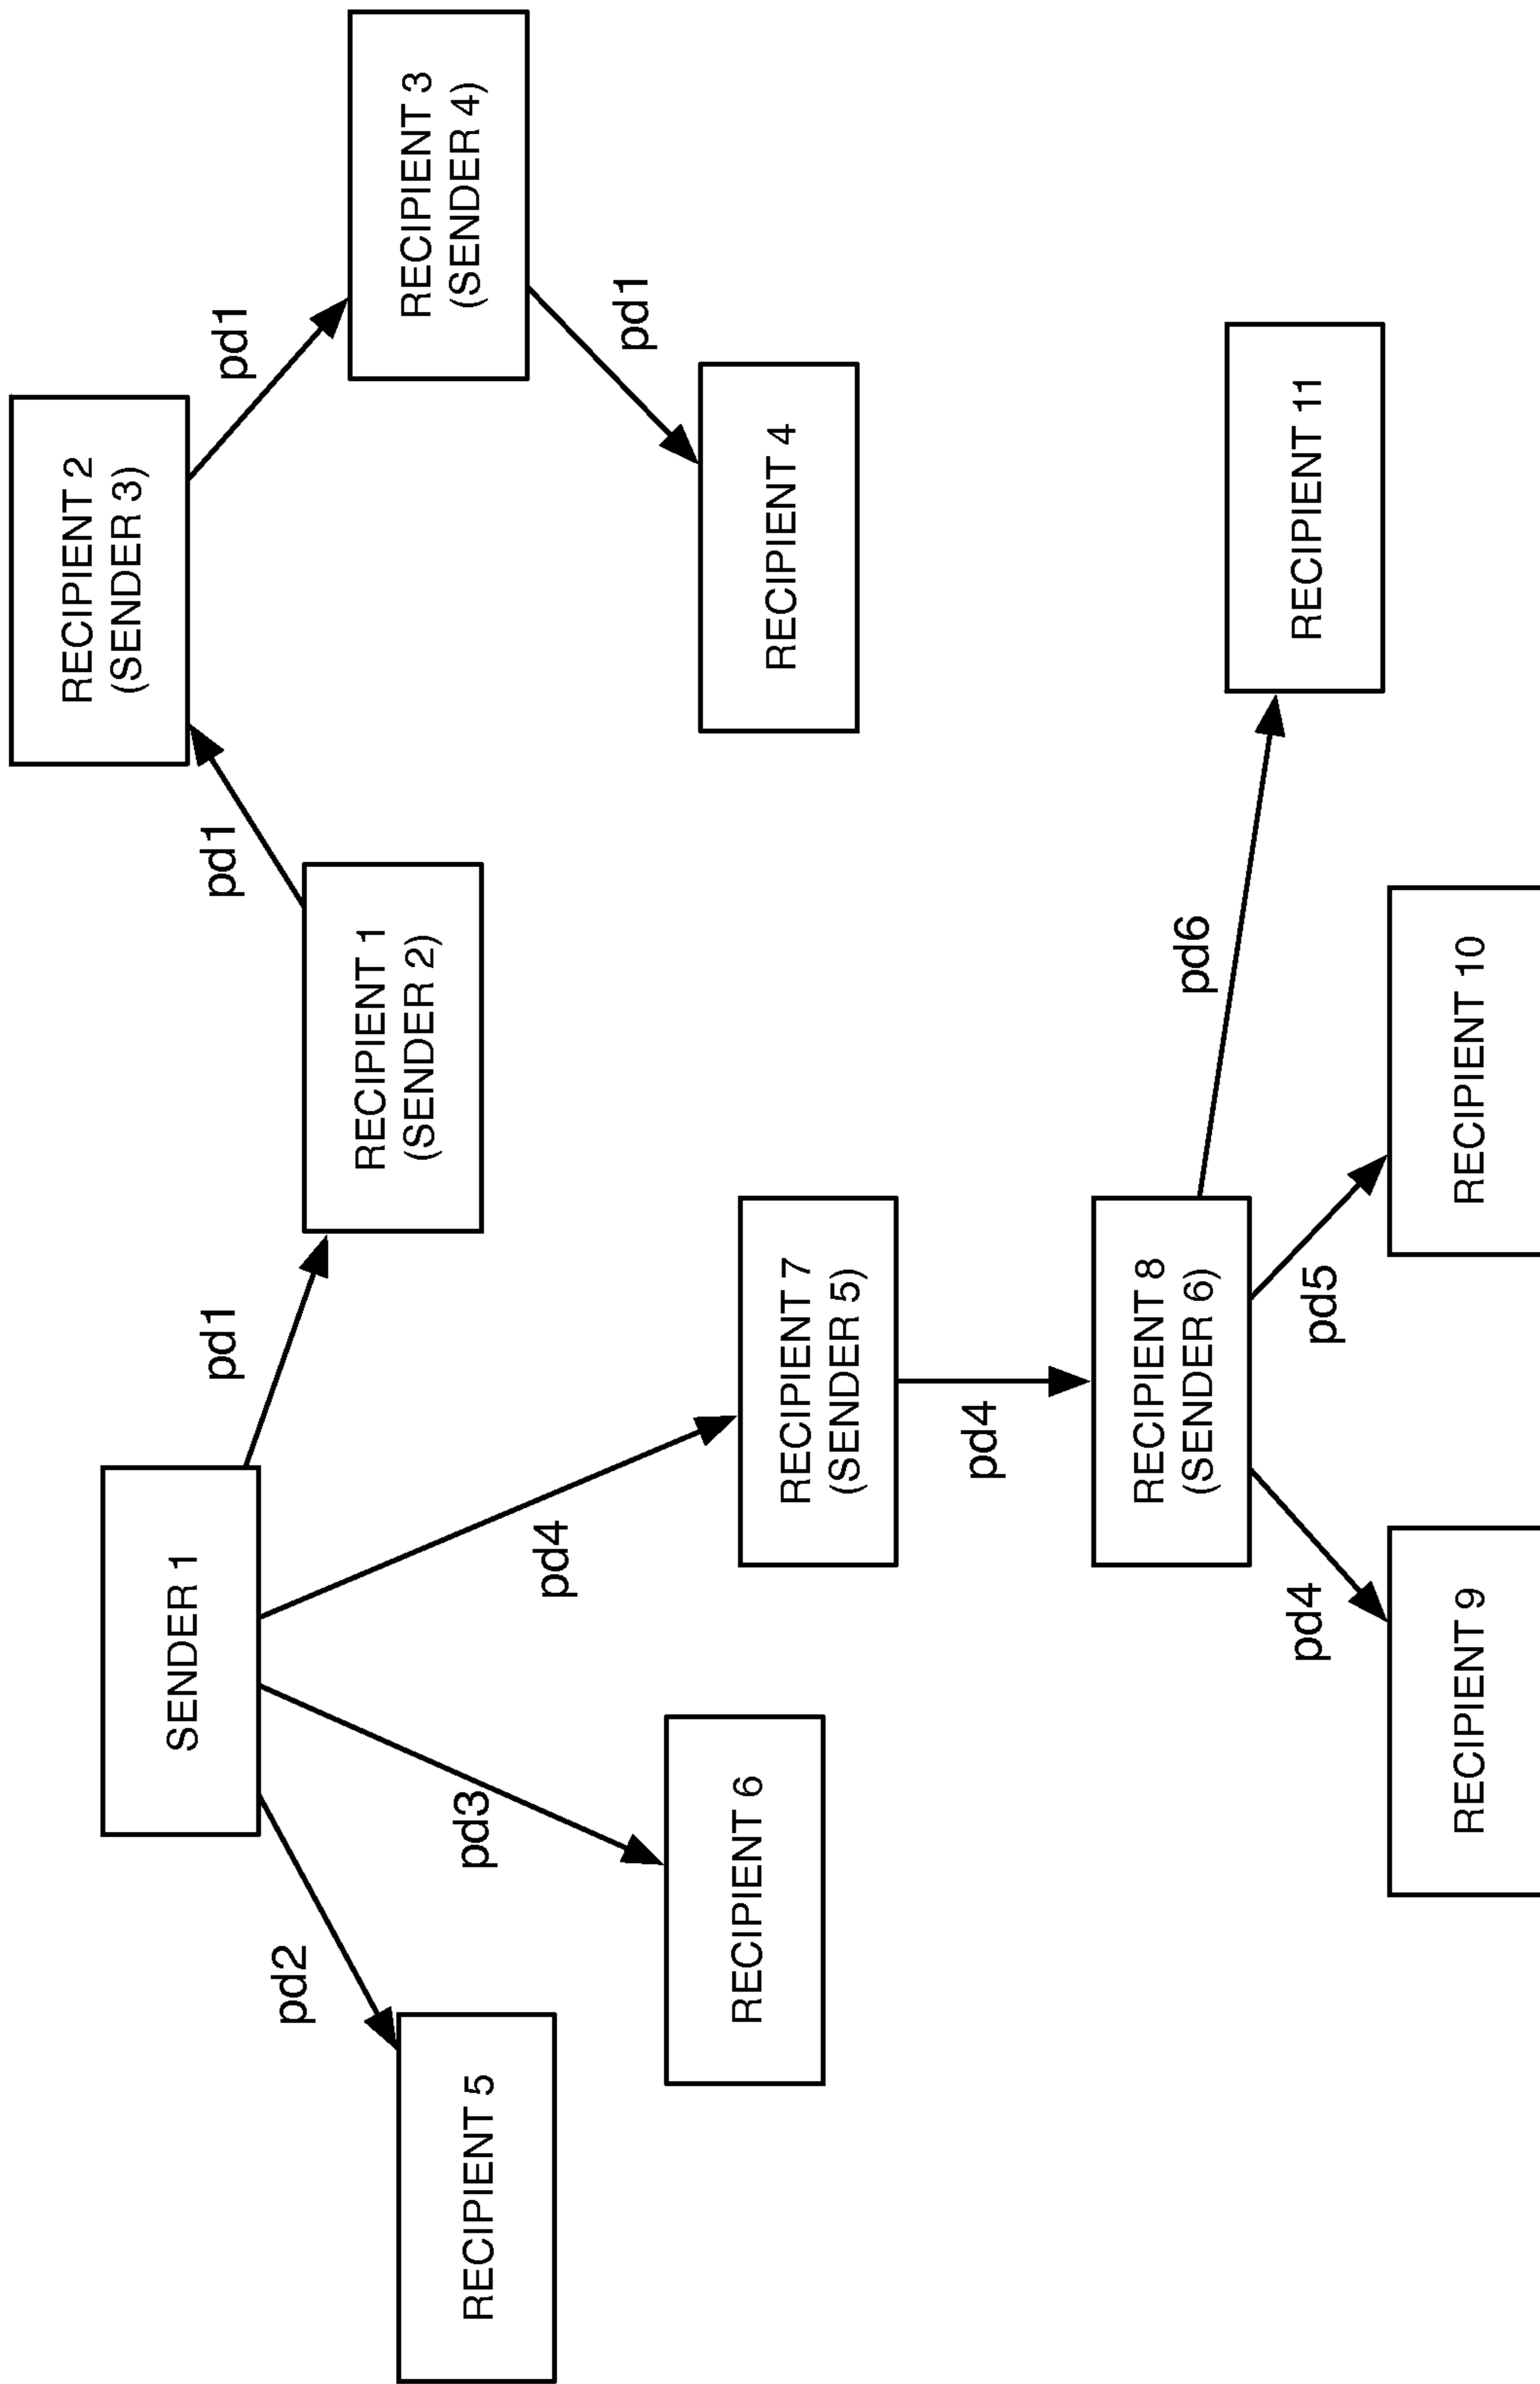 SENDER 1
pd1
RECIPIENT 1
(SENDER 2)
pd1
RECIPIENT 2
(SENDER 3)
pd1
RECIPIENT 3
(SENDER 4)
pd1
RECIPIENT 4
pd2
RECIPIENT 5
pd3
RECIPIENT 6
pd4
RECIPIENT 7
(SENDER 5)
pd4
RECIPIENT 8
(SENDER 6)
pd4
RECIPIENT 9
pd5
RECIPIENT 10
pd6
RECIPIENT 11